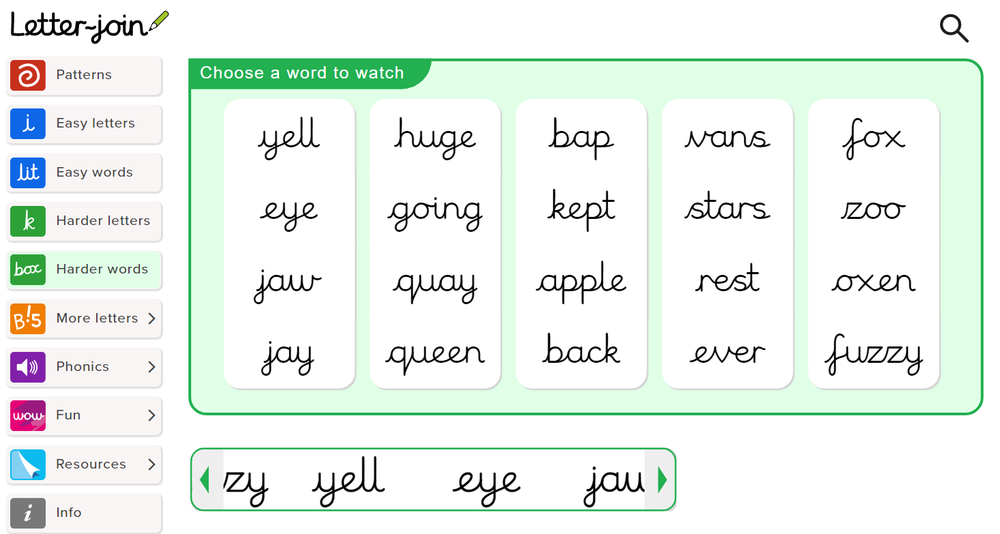 Letter-join
Patterns
i Easy letters
lit Easy words
k Harder letters
box Harder words
B!5 More letters
Phonics
wow Fun
Resources
i Info
Choose a word to watch
yell huge bap vans fox
eye going kept stars zoo
jaw quay apple rest oxen
jay queen back ever fuzzy
zy yell eye jaw